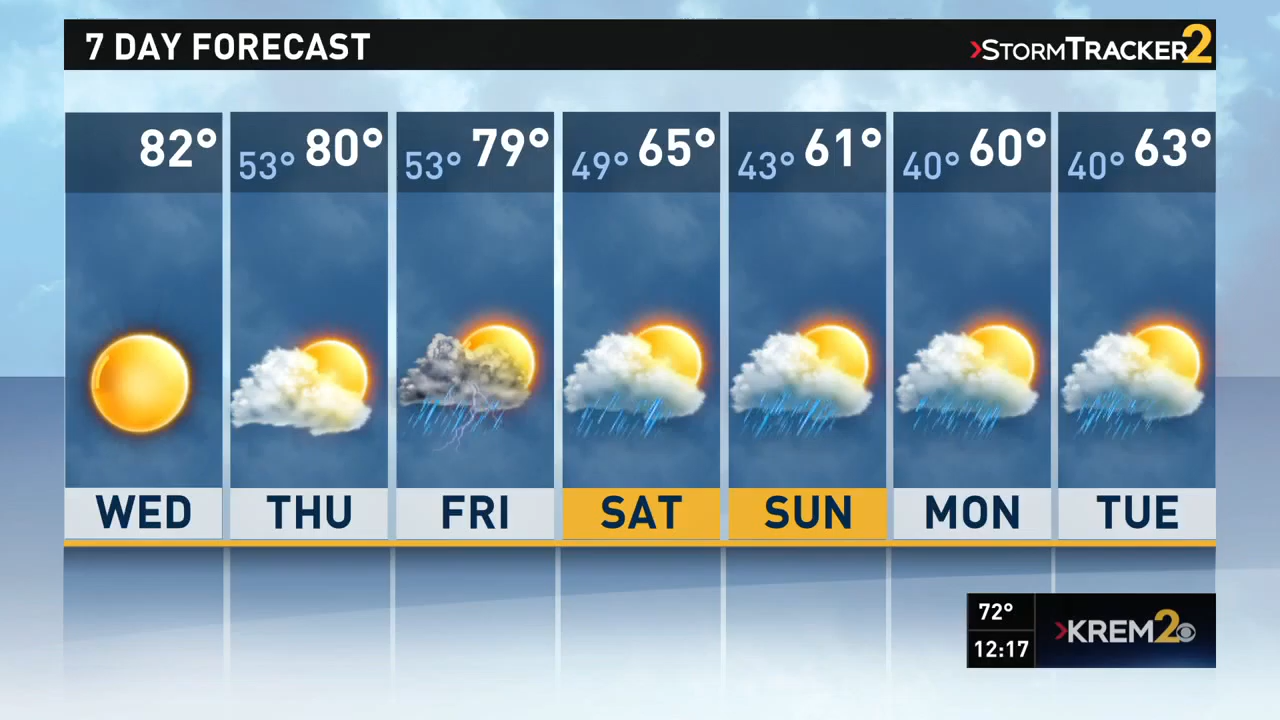 7 DAY FORECAST
STORMTRACKER2
82°
53° 80°
53° 79°
49° 65°
43° 61°
40° 60°
40° 63°
WED
THU
FRI
SAT
SUN
MON
TUE
72°
12:17
KREM2